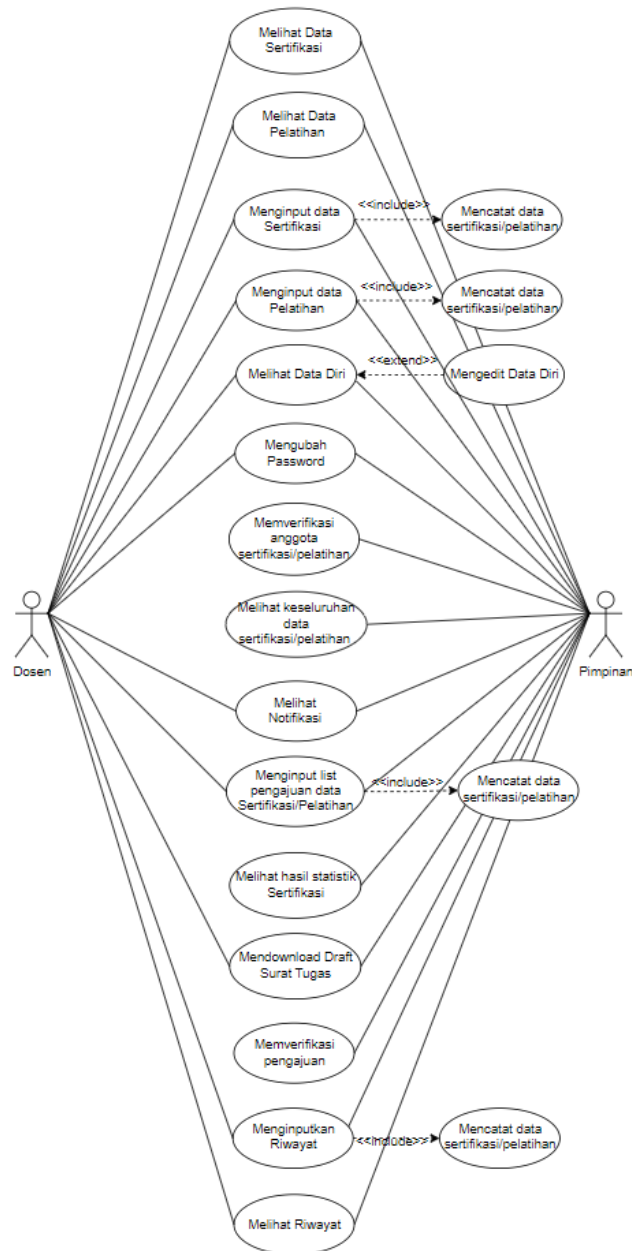 Melihat Data
Sertifikasi
Melihat Data
Pelatihan
Menginput data
Sertifikasi
<<include>>
Mencatat data
sertifikasi/pelatihan
Menginput data
Pelatihan
<<include>>
Mencatat data
sertifikasi/pelatihan
Melihat Data Diri
<<extend>>
Mengedit Data Diri
Mengubah
Password
Memverifikasi
anggota
sertifikasi/pelatihan
Melihat keseluruhan
data
sertifikasi/pelatihan
Dosen
Pimpinan
Melihat
Notifikasi
Menginput list
pengajuan data
Sertifikasi/Pelatihan
<<include>>
Mencatat data
sertifikasi/pelatihan
Melihat hasil statistik
Sertifikasi
Mendownload Draft
Surat Tugas
Memverifikasi
pengajuan
Menginputkan
Riwayat
<<include>>
Mencatat data
sertifikasi/pelatihan
Melihat Riwayat